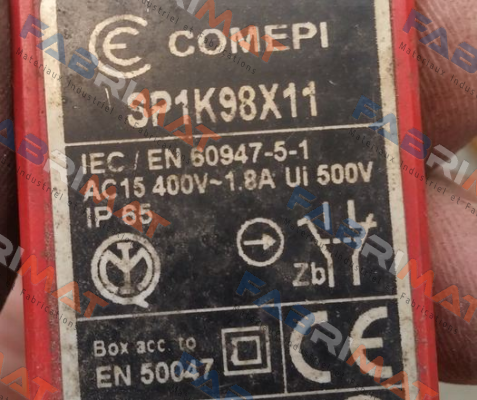 COMEPI
SP1K98X11
IEC / EN 60947-5-1
AC15 400V~1.8A Ui 500V
IP 65
Zb
Box acc. to
EN 50047
CE
FABRIMAT